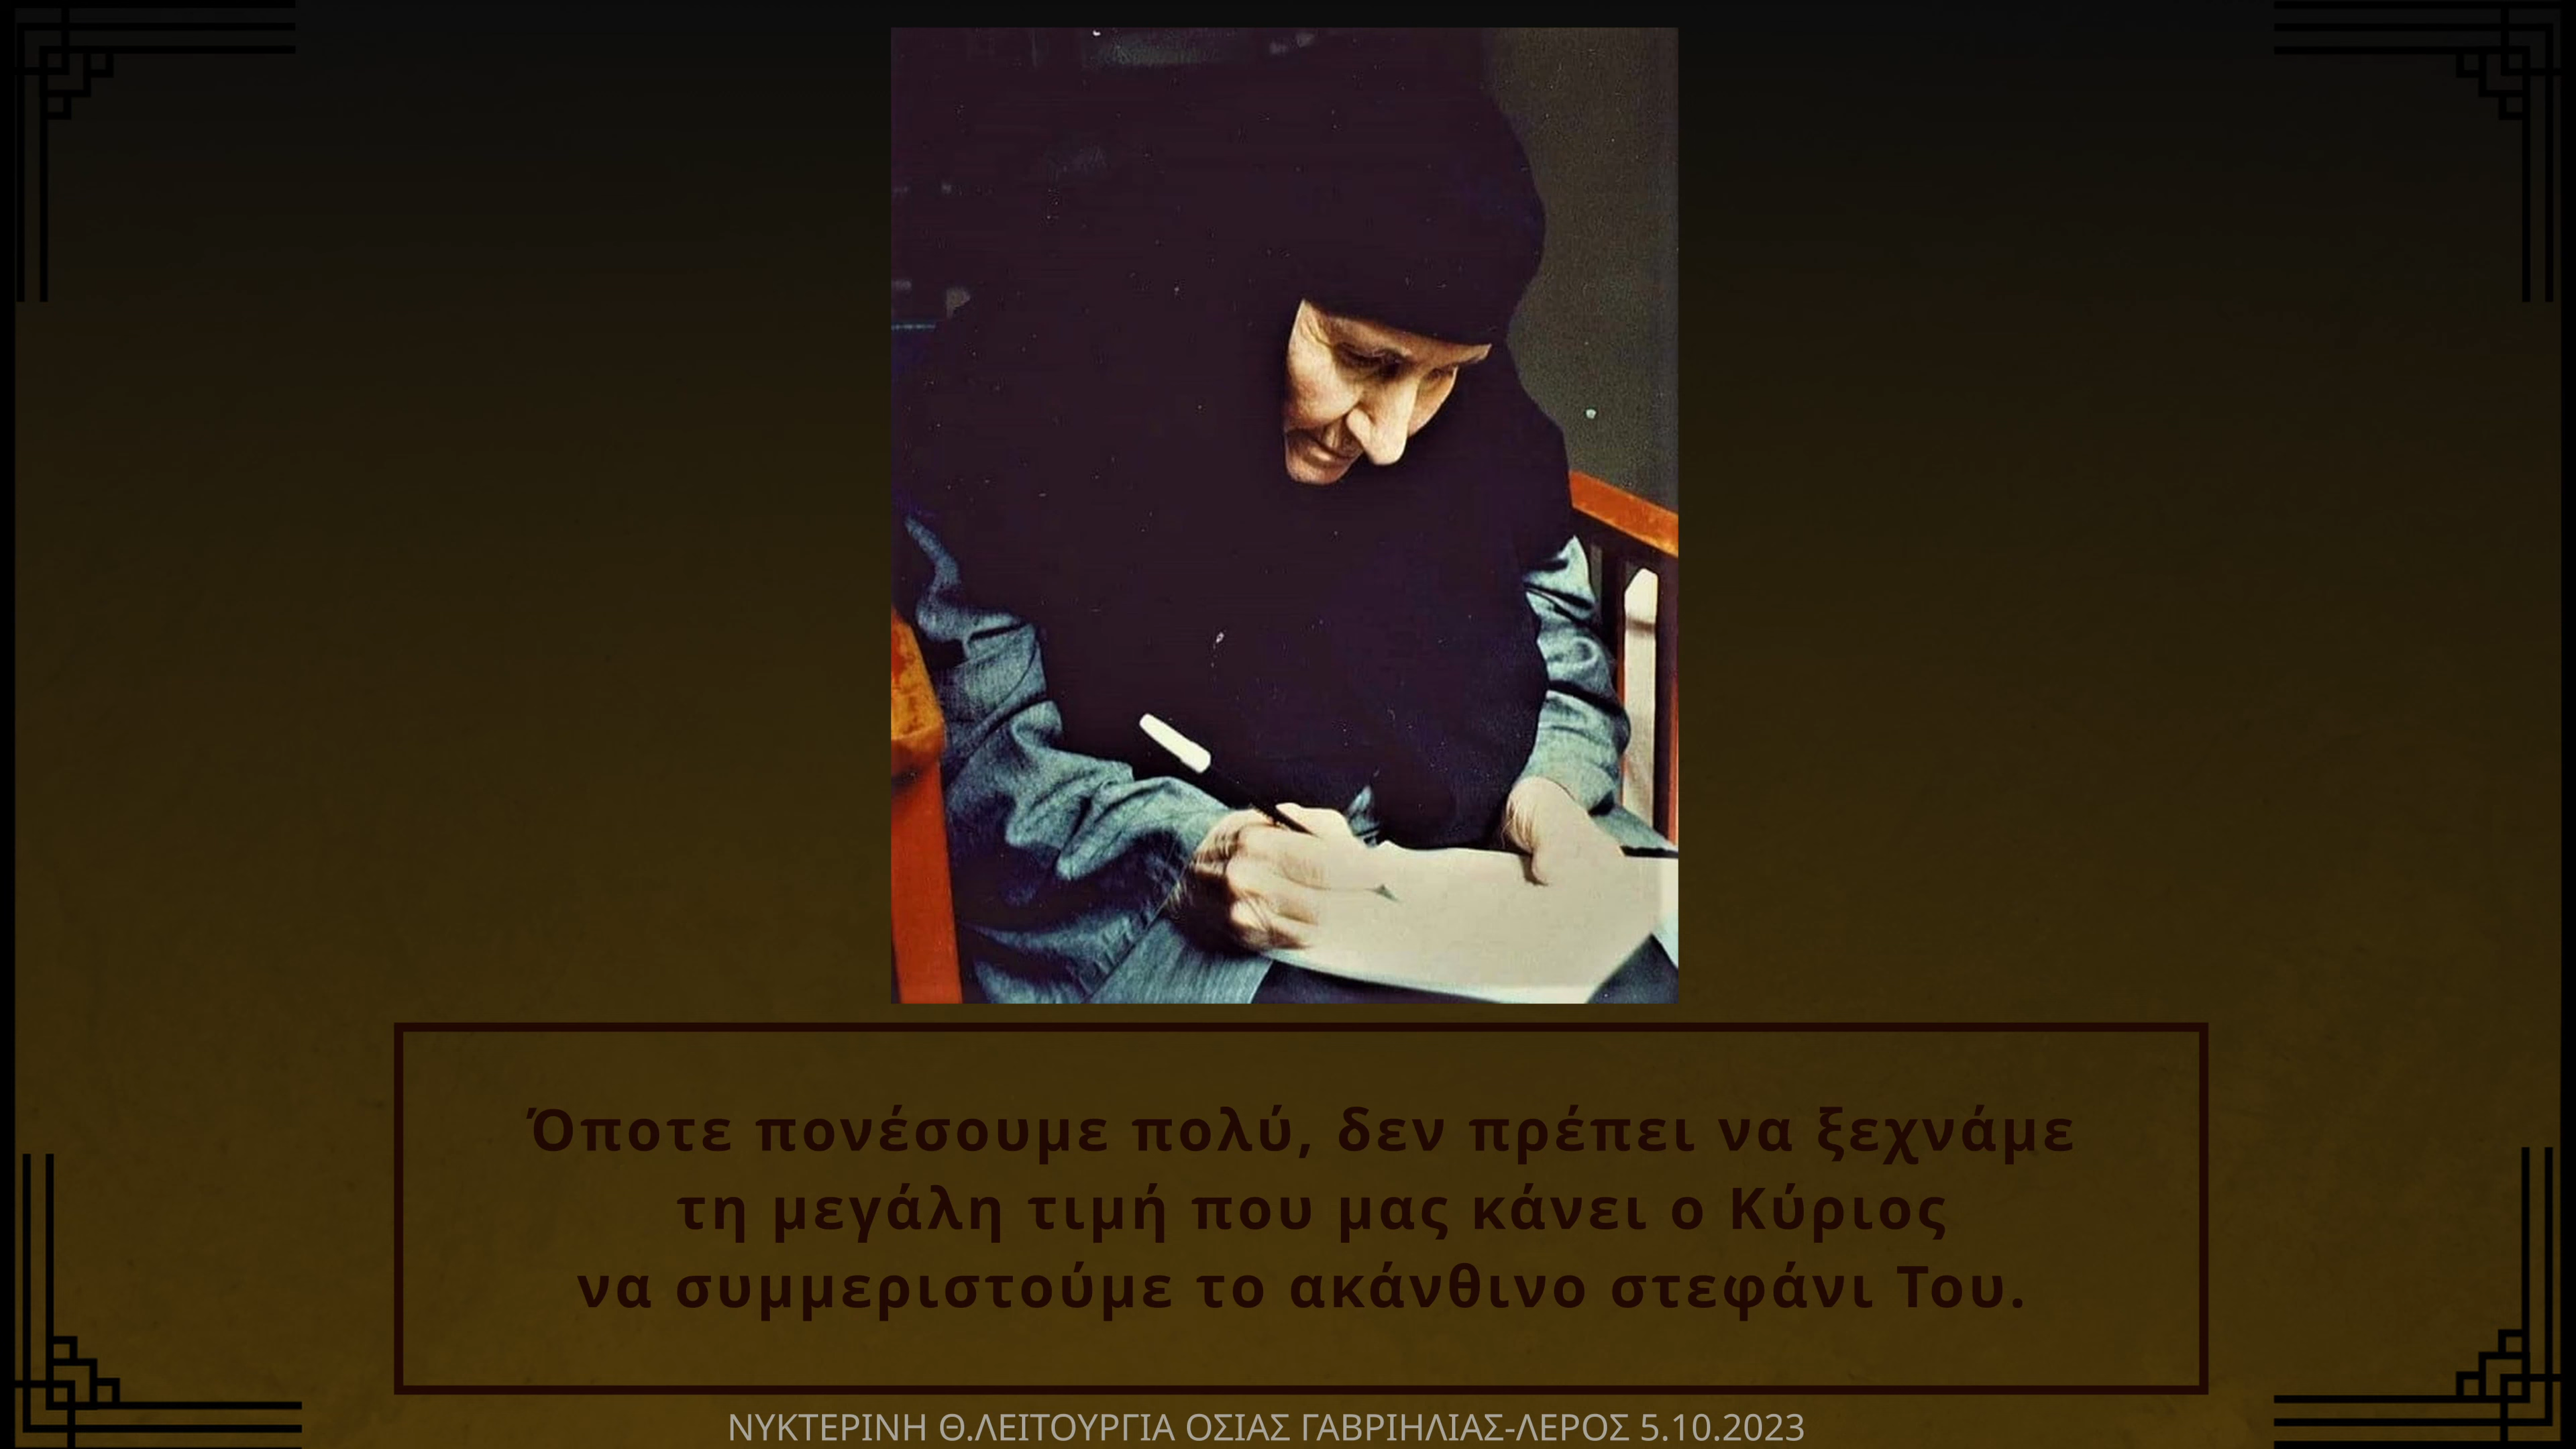 Όποτε πονέσουμε πολύ, δεν πρέπει να ξεχνάμε
τη μεγάλη τιμή που μας κάνει ο Κύριος
να συμμεριστούμε το ακάνθινο στεφάνι Του.
ΝΥΚΤΕΡΙΝΗ Θ.ΛΕΙΤΟΥΡΓΙΑ ΟΣΙΑΣ ΓΑΒΡΙΗΛΙΑΣ-ΛΕΡΟΣ 5.10.2023